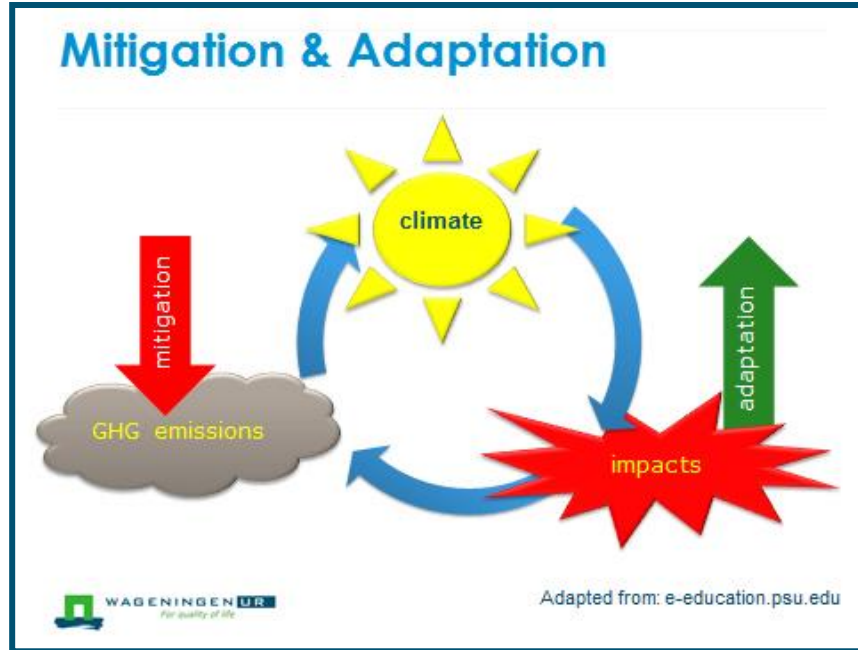 Mitigation & Adaptation
climate
mitigation
adaptation
GHG emissions
impacts
WAGENINGEN UR
For quality of life
Adapted from: e-education.psu.edu